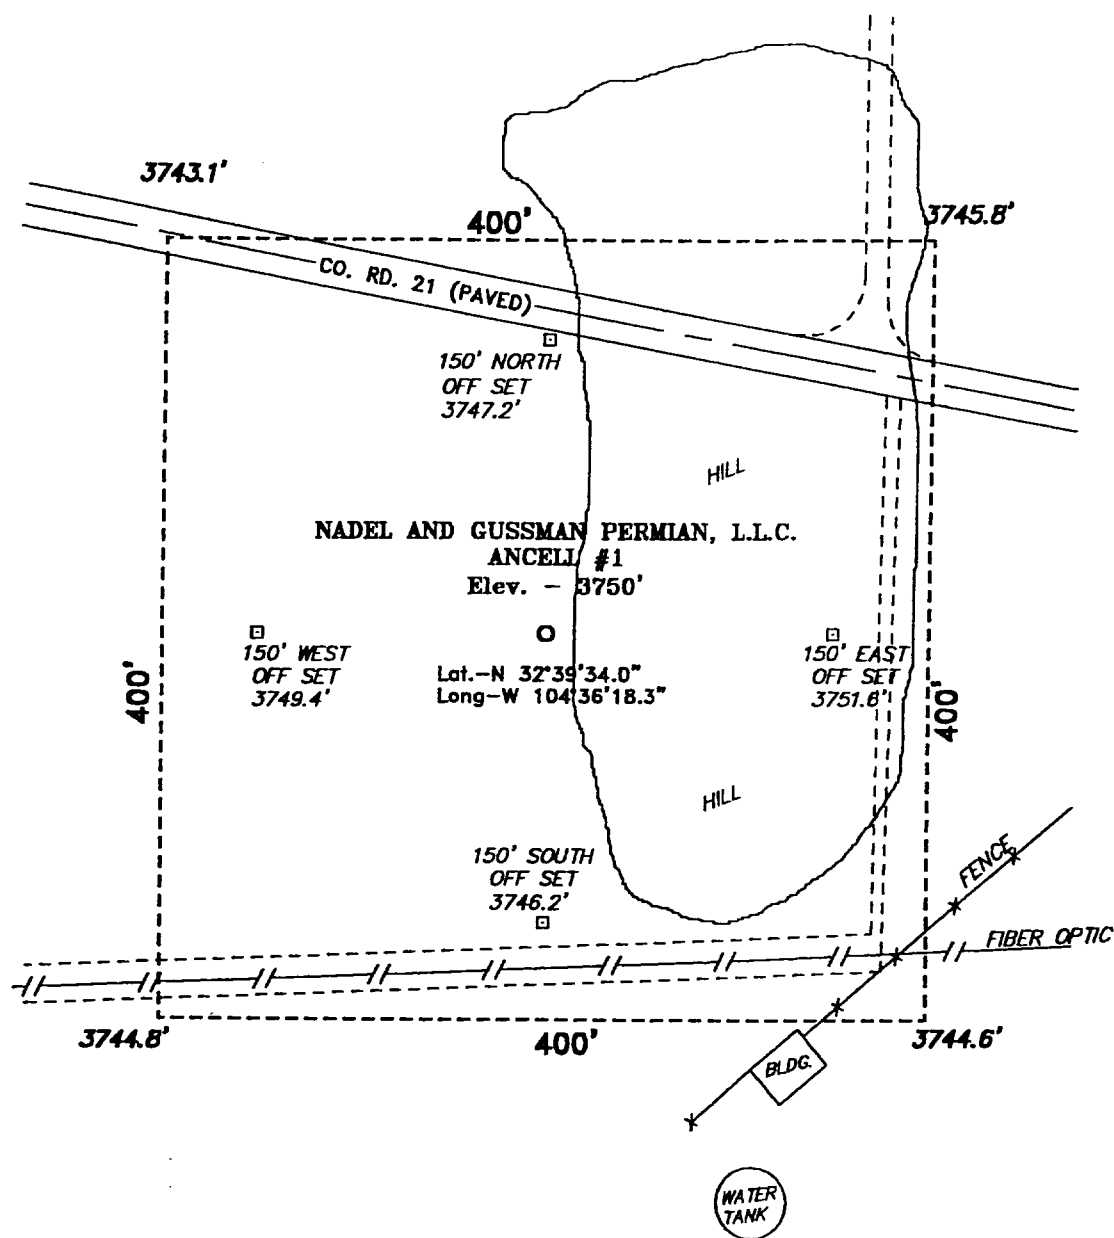 3743.1'
400'
3745.8'
CO. RD. 21 (PAVED)
150' NORTH
OFF SET
3747.2'
HILL
NADEL AND GUSSMAN PERMIAN, L.L.C.
ANCELL #1
Elev. - 3750'
150' WEST
OFF SET
3749.4'
Lat.-N 32°39'34.0"
Long-W 104°36'18.3"
150' EAST
OFF SET
3751.6'
400'
400'
HILL
150' SOUTH
OFF SET
3746.2'
FENCE
FIBER OPTIC
3744.8'
400'
3744.6'
BLDG.
WATER
TANK